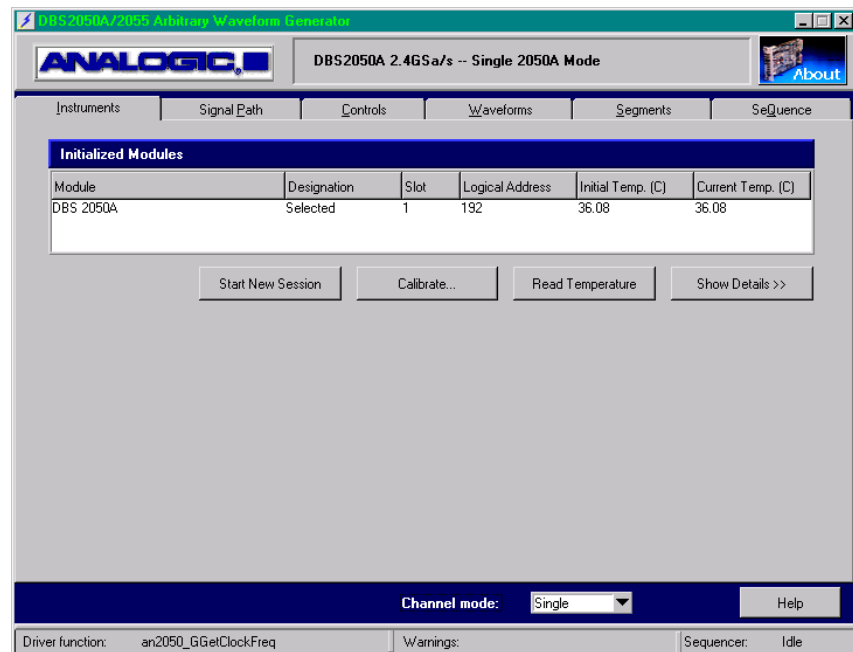 DBS2050A/2055 Arbitrary Waveform Generator
ANALOGIC.
DBS2050A 2.4GSa/s -- Single 2050A Mode
About
Instruments Signal Path Controls Waveforms Segments SeQuence
Initialized Modules
Module Designation Slot Logical Address Initial Temp. (C) Current Temp. (C)
DBS 2050A Selected 1 192 36.08 36.08
Start New Session Calibrate... Read Temperature Show Details >>
Channel mode: Single Help
Driver function: an2050_GGetClockFreq Warnings: Sequencer: Idle